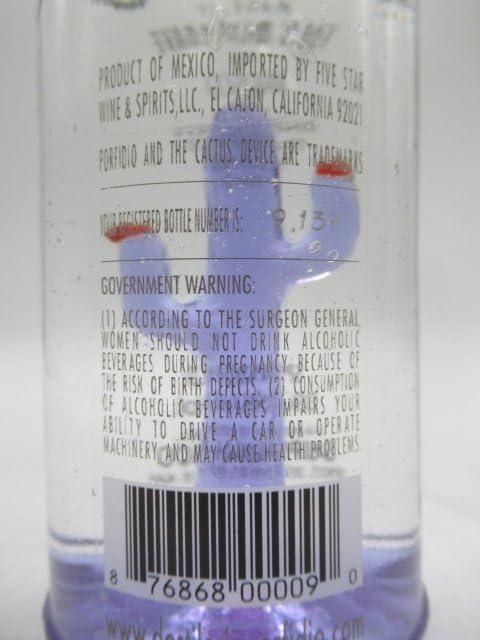 PRODUCT OF MEXICO, IMPORTED BY FIVE STAR
WINE & SPIRITS,LLC., EL CAJON, CALIFORNIA 92021
PORFIDIO AND THE CACTUS DEVICE ARE TRADEMARKS
YOUR REGISTERED BOTTLE NUMBER IS: 9.13
GOVERNMENT WARNING:
(1) ACCORDING TO THE SURGEON GENERAL,
WOMEN SHOULD NOT DRINK ALCOHOLIC
BEVERAGES DURING PREGNANCY BECAUSE OF
THE RISK OF BIRTH DEFECTS. (2) CONSUMPTION
OF ALCOHOLIC BEVERAGES IMPAIRS YOUR
ABILITY TO DRIVE A CAR OR OPERATE
MACHINERY, AND MAY CAUSE HEALTH PROBLEMS.
8 76868 00009 0